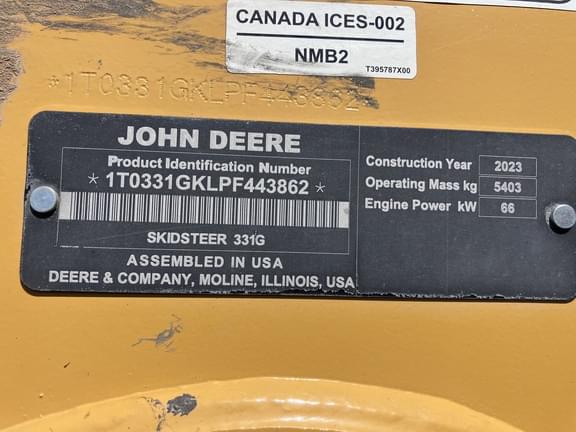 CANADA ICES-002
NMB2
T395787X00
*1T0331GKLPF443862
JOHN DEERE
Product Identification Number
* 1T0331GKLPF443862 *
SKIDSTEER 331G
ASSEMBLED IN USA
DEERE & COMPANY, MOLINE, ILLINOIS, USA
Construction Year 2023
Operating Mass kg 5403
Engine Power kW 66